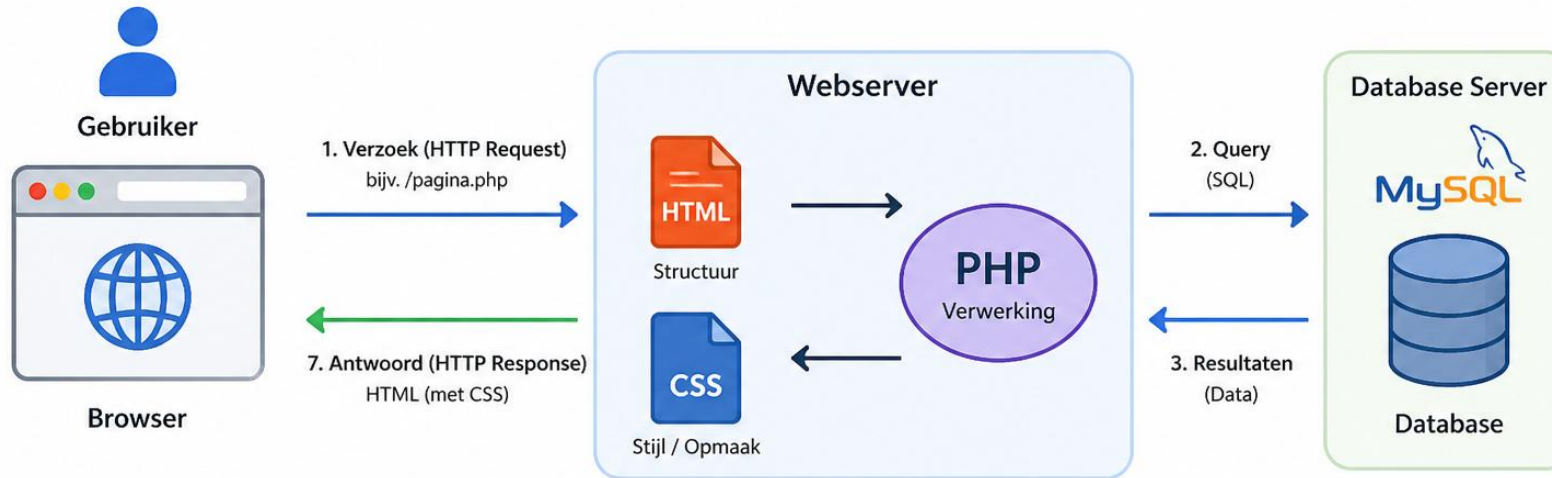 Gebruiker
Browser
1. Verzoek (HTTP Request)
bijv. /pagina.php
7. Antwoord (HTTP Response)
HTML (met CSS)
Webserver
HTML
Structuur
CSS
Stijl / Opmaak
PHP
Verwerking
2. Query
(SQL)
3. Resultaten
(Data)
Database Server
MySQL
Database